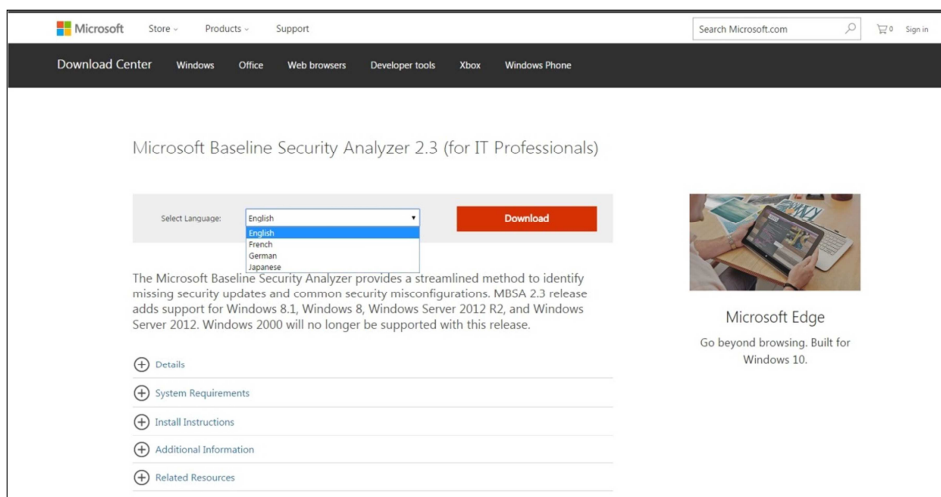 Microsoft Store Products Support Search Microsoft.com 0 Sign in
Download Center Windows Office Web browsers Developer tools Xbox Windows Phone
Microsoft Baseline Security Analyzer 2.3 (for IT Professionals)
Select Language: English Download
English
French
German
Japanese
The Microsoft Baseline Security Analyzer provides a streamlined method to identify
missing security updates and common security misconfigurations. MBSA 2.3 release
adds support for Windows 8.1, Windows 8, Windows Server 2012 R2, and Windows
Server 2012. Windows 2000 will no longer be supported with this release.
Microsoft Edge
Go beyond browsing. Built for
Windows 10.
Details
System Requirements
Install Instructions
Additional Information
Related Resources